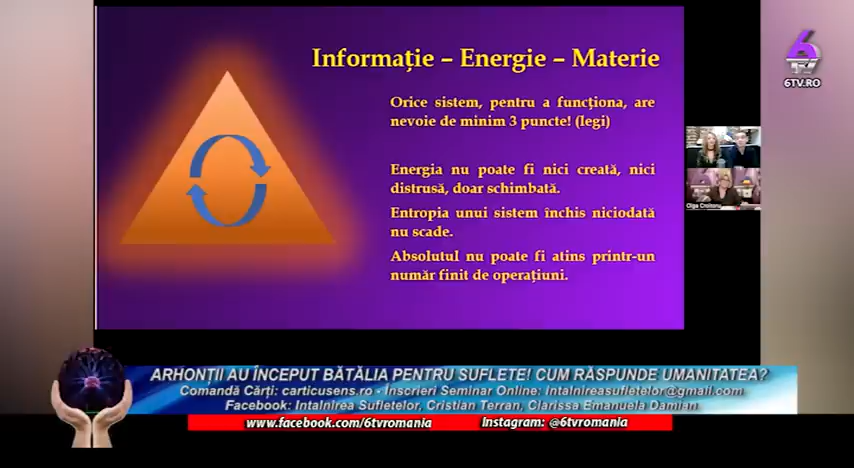 Informație – Energie – Materie
6
TV
6TV.RO
Orice sistem, pentru a funcționa, are
nevoie de minim 3 puncte! (legi)
Energia nu poate fi nici creată, nici
distrusă, doar schimbată.
Entropia unui sistem închis niciodată
nu scade.
Absolutul nu poate fi atins printr-un
număr finit de operațiuni.
Olga Croitoru
ARHONȚII AU ÎNCEPUT BĂTĂLIA PENTRU SUFLETE! CUM RĂSPUNDE UMANITATEA?
Comandă Cărți: carticusens.ro - Înscrieri Seminar Online: intalnireasufletelor@gmail.com
Facebook: Intalnirea Sufletelor, Cristian Terran, Clarissa Emanuela Damian
www.facebook.com/6tvromania Instagram: @6tvromania